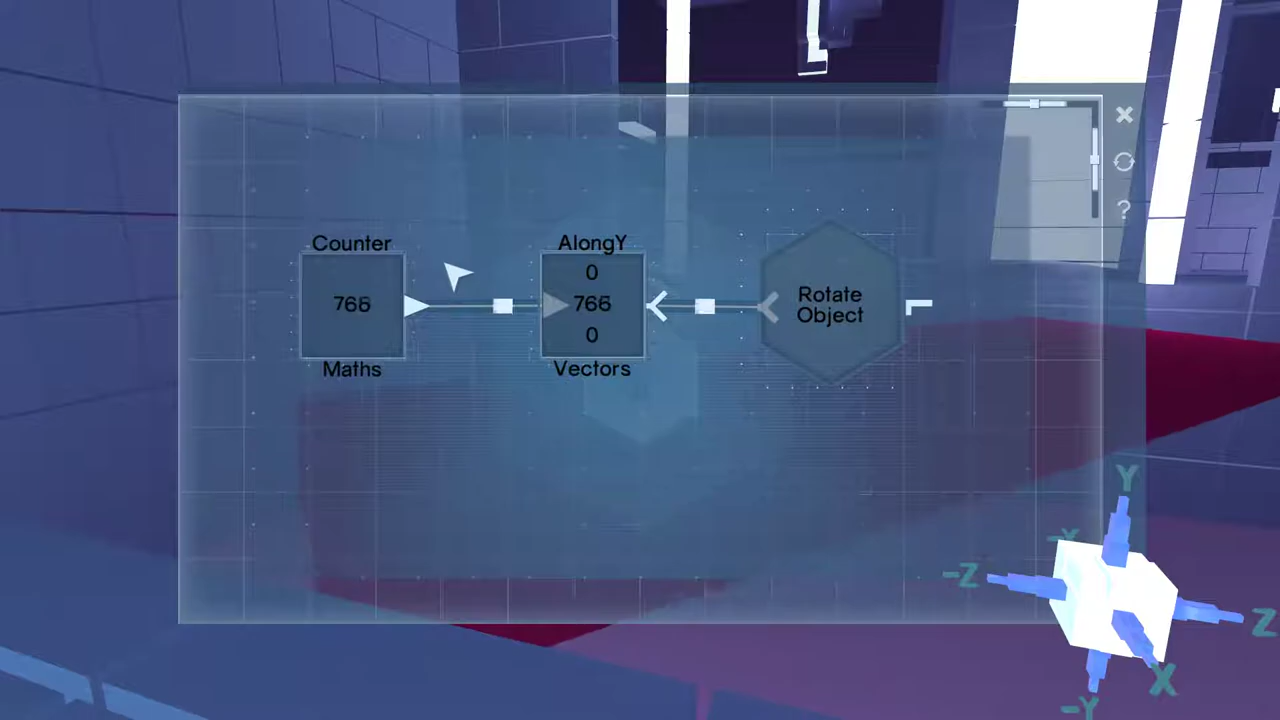 Counter
766
Maths
AlongY
0
766
0
Vectors
Rotate
Object
?
Y
-X
-Z
Z
X
-Y